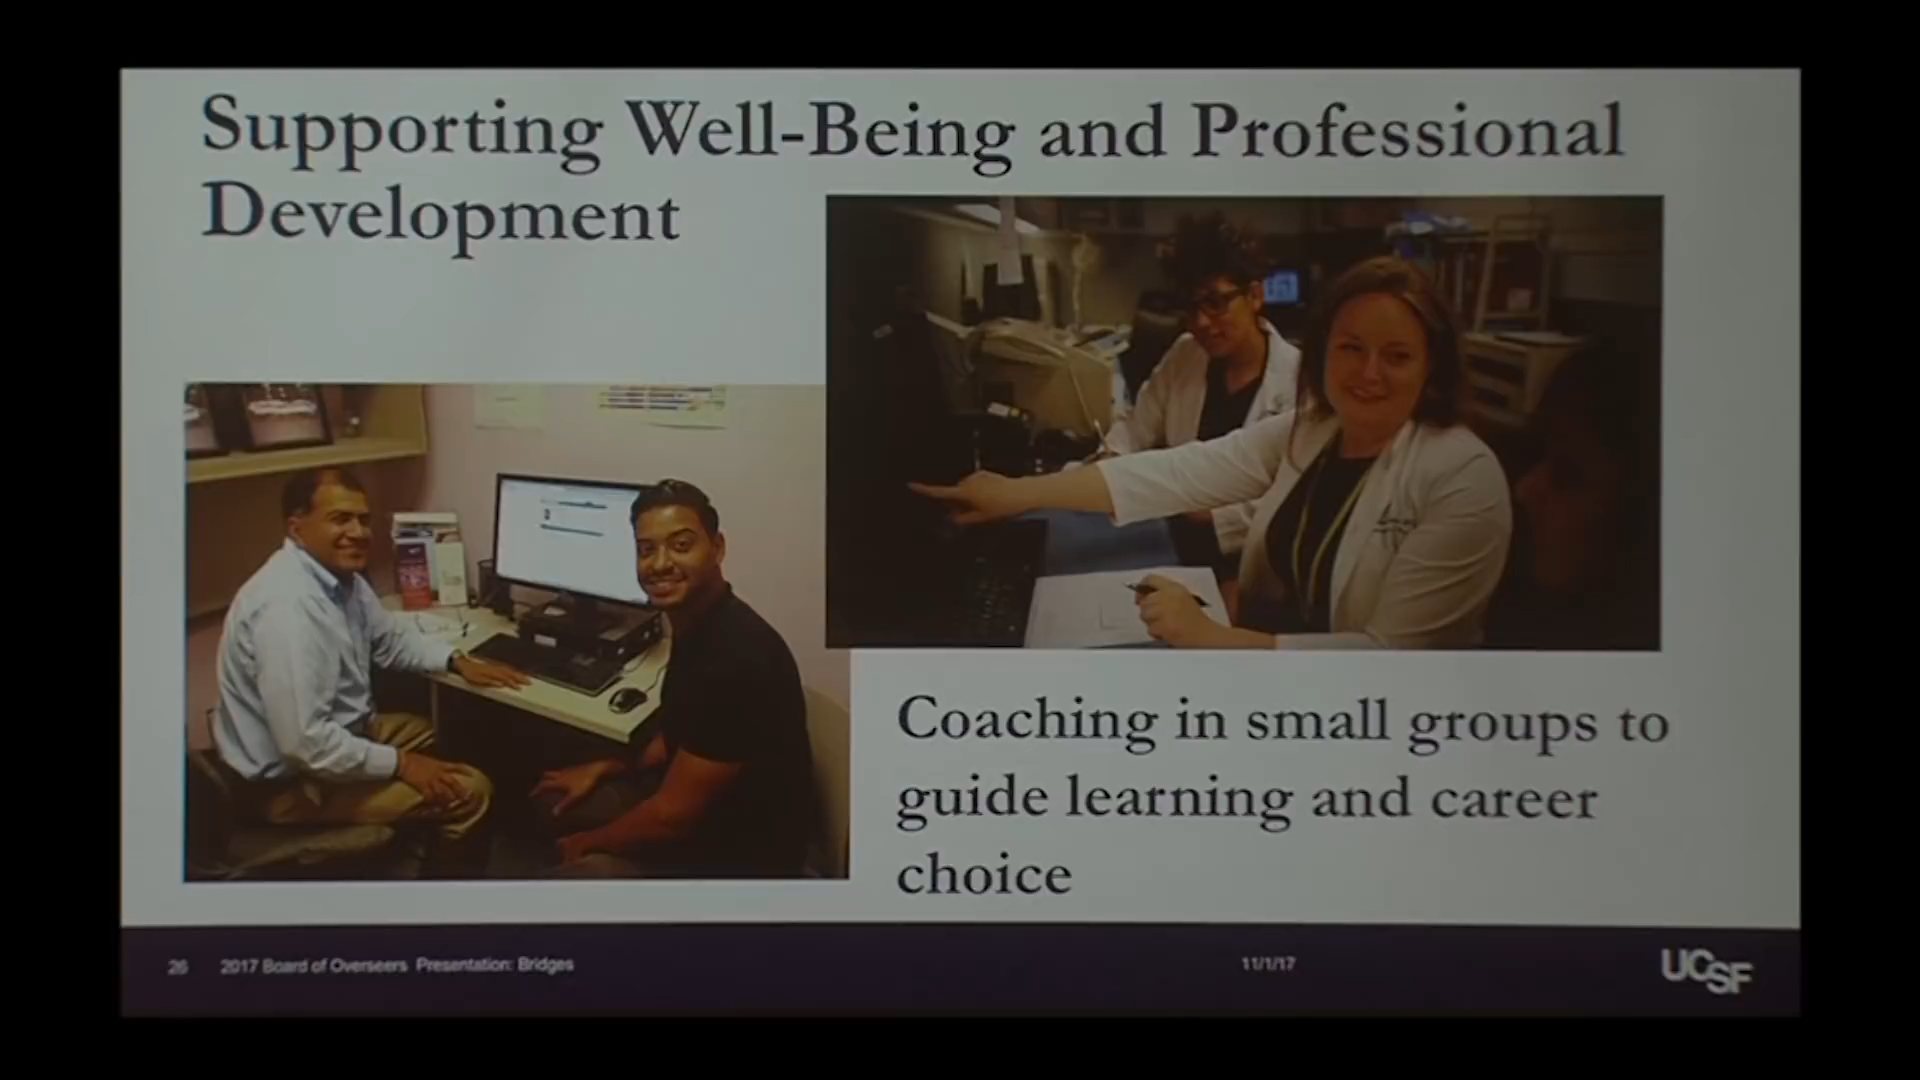 Supporting Well-Being and Professional
Development
Coaching in small groups to
guide learning and career
choice
26 2017 Board of Overseers Presentation: Bridges 11/1/17 UCSF